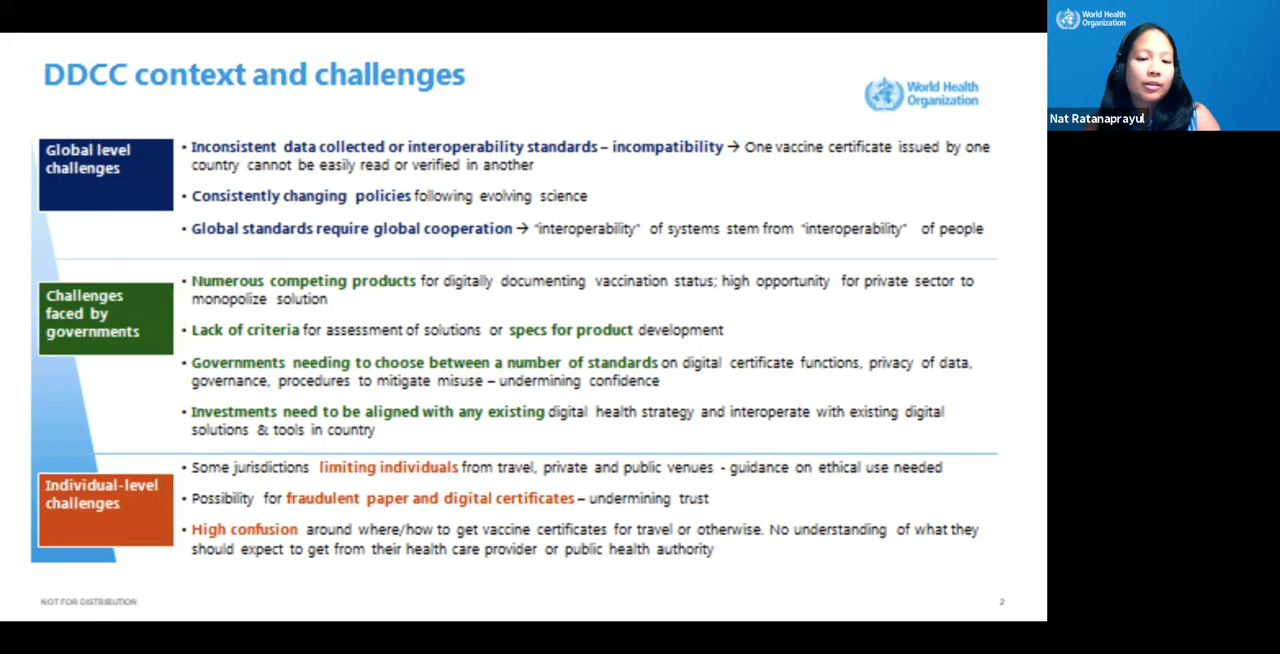 DDCC context and challenges
World Health
Organization
Global level
challenges
• Inconsistent data collected or interoperability standards – incompatibility → One vaccine certificate issued by one
country cannot be easily read or verified in another
• Consistently changing policies following evolving science
• Global standards require global cooperation → "interoperability" of systems stem from "interoperability" of people
Challenges
faced by
governments
• Numerous competing products for digitally documenting vaccination status; high opportunity for private sector to
monopolize solution
• Lack of criteria for assessment of solutions or specs for product development
• Governments needing to choose between a number of standards on digital certificate functions, privacy of data,
governance, procedures to mitigate misuse – undermining confidence
• Investments need to be aligned with any existing digital health strategy and interoperate with existing digital
solutions & tools in country
Individual-level
challenges
• Some jurisdictions limiting individuals from travel, private and public venues - guidance on ethical use needed
• Possibility for fraudulent paper and digital certificates – undermining trust
• High confusion around where/how to get vaccine certificates for travel or otherwise. No understanding of what they
should expect to get from their health care provider or public health authority
NOT FOR DISTRIBUTION
2
World Health
Organization
Nat Ratanaprayul